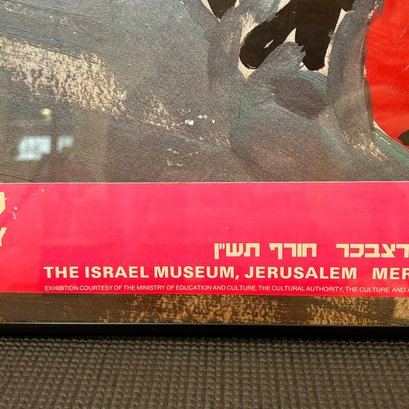 Y
רצבכר חורף תש"ן
THE ISRAEL MUSEUM, JERUSALEM MER
EXHIBITION COURTESY OF THE MINISTRY OF EDUCATION AND CULTURE, THE CULTURAL AUTHORITY, THE CULTURE AND A